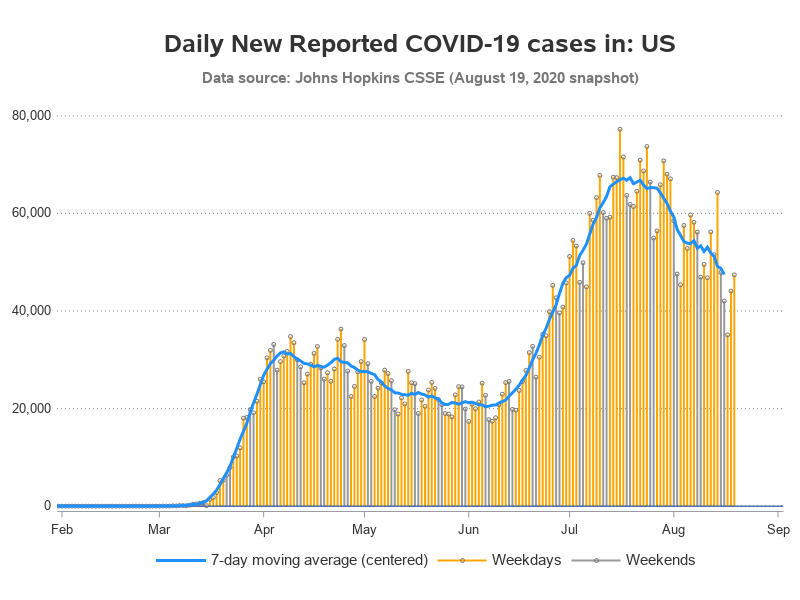 Daily New Reported COVID-19 cases in: US
Data source: Johns Hopkins CSSE (August 19, 2020 snapshot)
80,000
60,000
40,000
20,000
0
Feb Mar Apr May Jun Jul Aug Sep
7-day moving average (centered) Weekdays Weekends